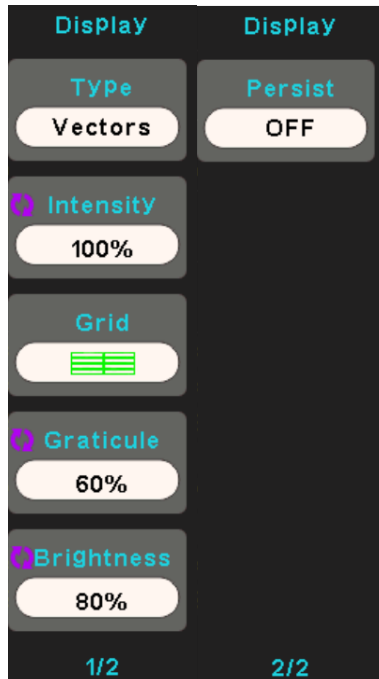 Display
Type
Vectors
Intensity
100%
Grid
Graticule
60%
Brightness
80%
1/2
Display
Persist
OFF
2/2